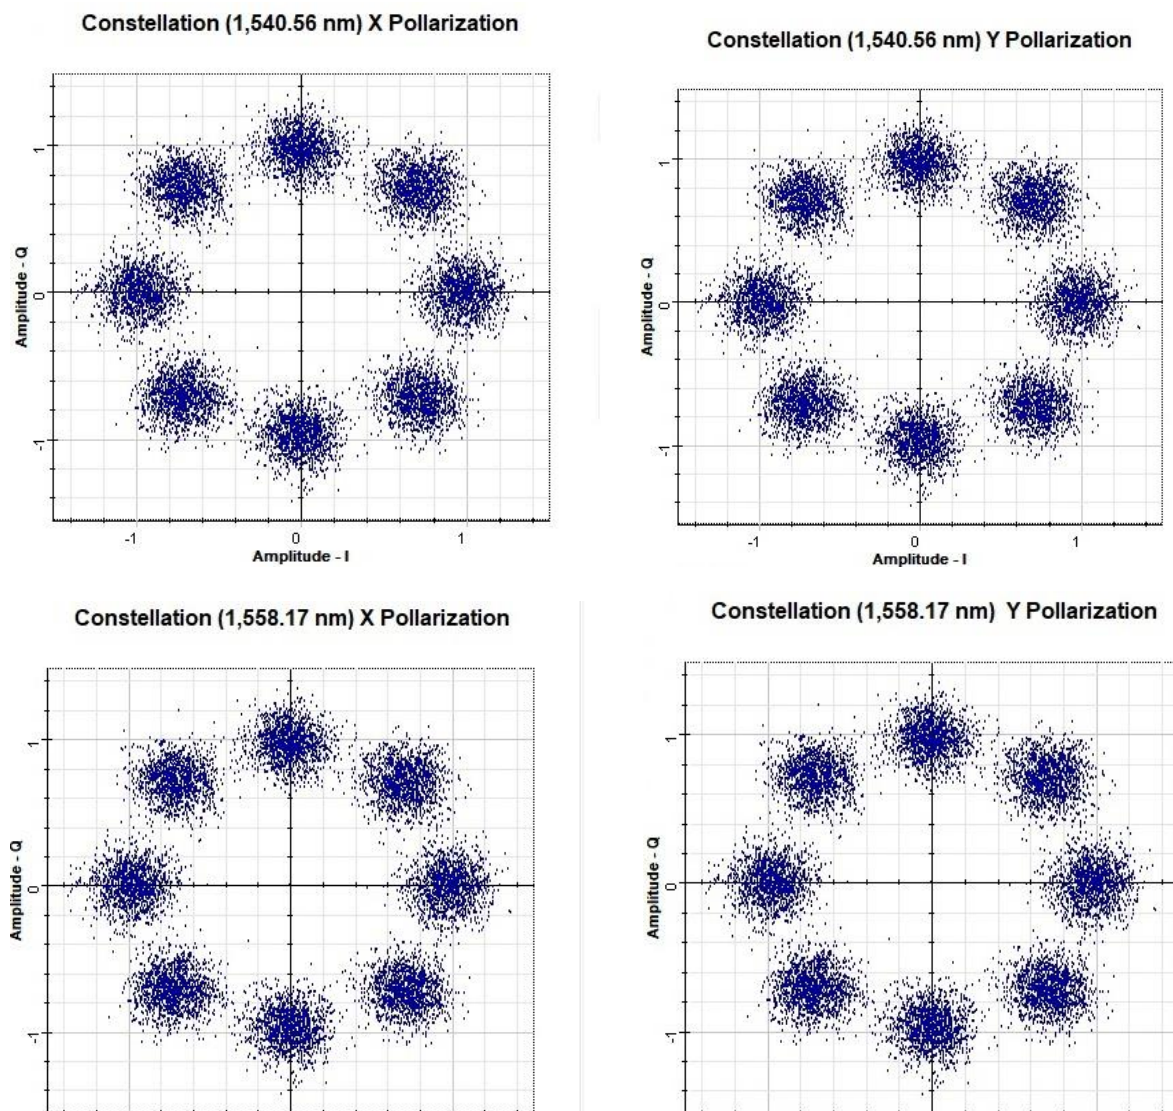 Constellation (1,540.56 nm) X Pollarization
1
0
-1
Amplitude - Q
-1
0
1
Amplitude - I
Constellation (1,540.56 nm) Y Pollarization
1
0
-1
Amplitude - Q
-1
0
1
Amplitude - I
Constellation (1,558.17 nm) X Pollarization
1
0
-1
Amplitude - Q
Constellation (1,558.17 nm) Y Pollarization
1
0
-1
Amplitude - Q